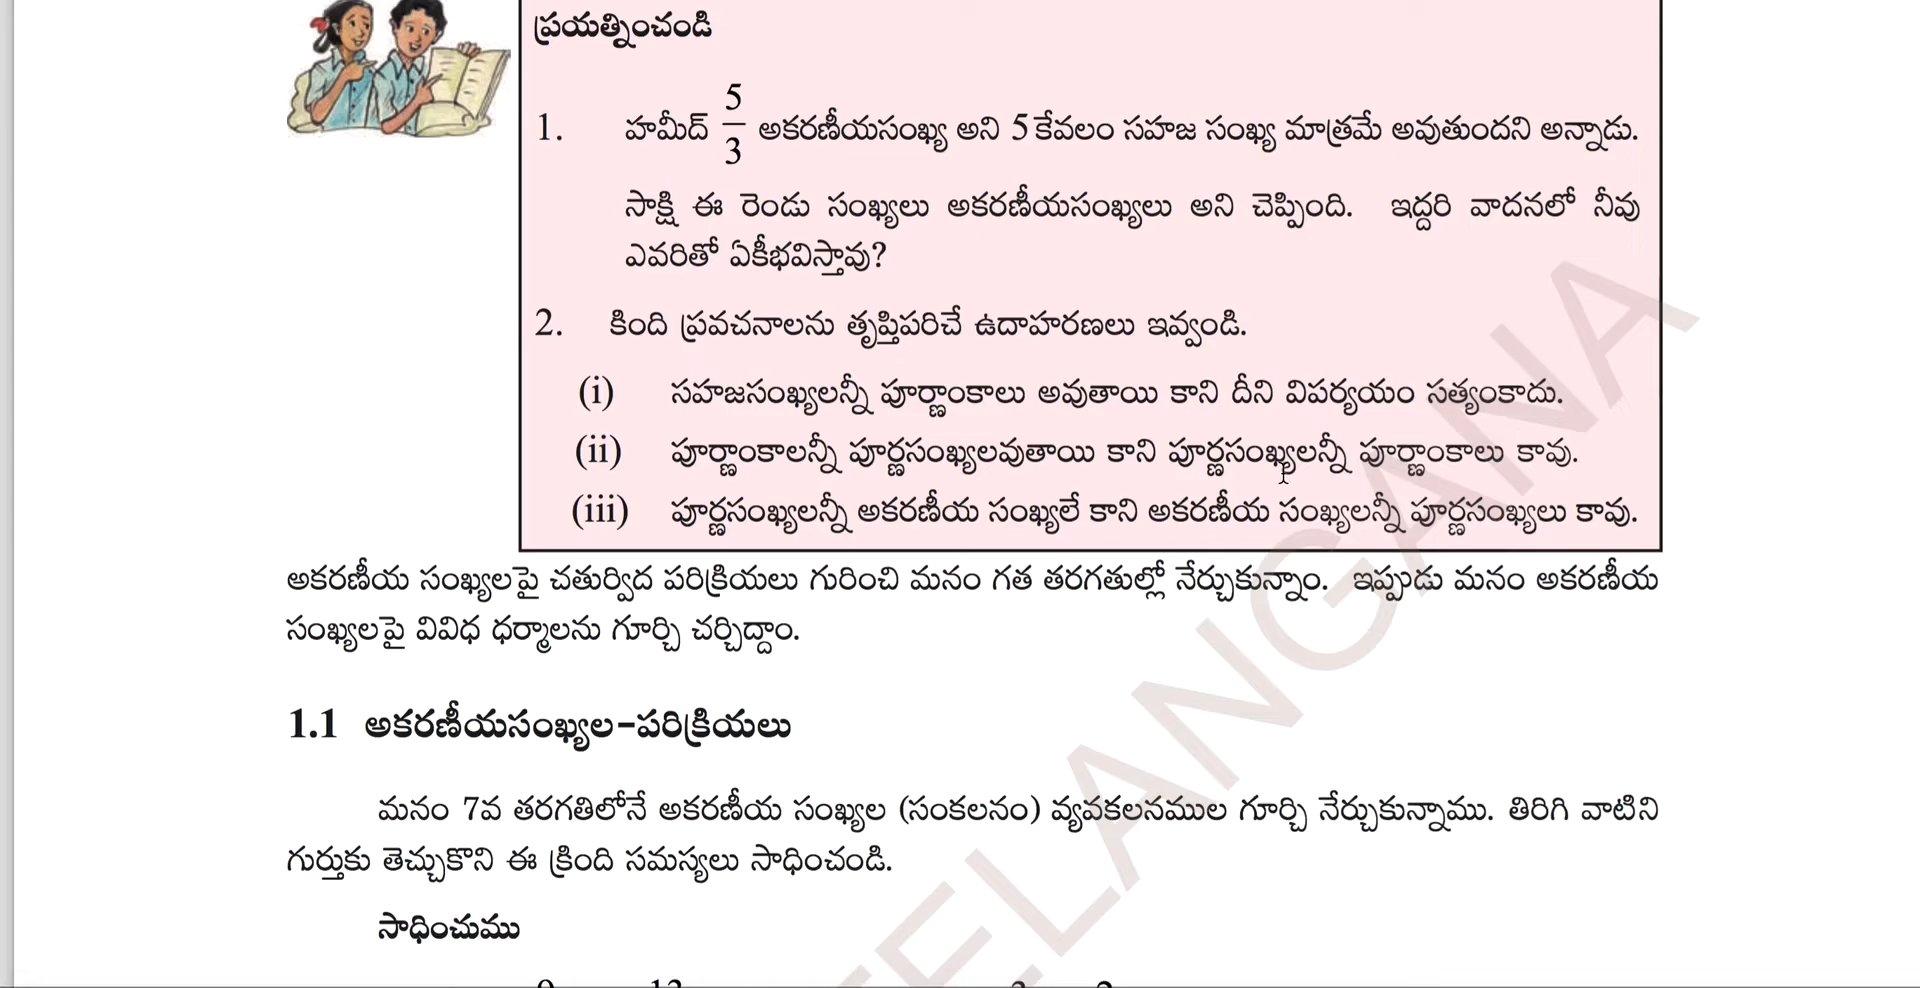 ప్రయత్నించండి
1. హమీద్ 5/3 అకరణీయసంఖ్య అని 5 కేవలం సహజ సంఖ్య మాత్రమే అవుతుందని అన్నాడు.
సాక్షి ఈ రెండు సంఖ్యలు అకరణీయసంఖ్యలు అని చెప్పింది. ఇద్దరి వాదనలో నీవు
ఎవరితో ఏకీభవిస్తావు?
2. కింది ప్రవచనాలను తృప్తిపరిచే ఉదాహరణలు ఇవ్వండి.
(i) సహజసంఖ్యలన్నీ పూర్ణాంకాలు అవుతాయి కాని దీని విపర్యయం సత్యంకాదు.
(ii) పూర్ణాంకాలన్నీ పూర్ణసంఖ్యలవుతాయి కాని పూర్ణసంఖ్యలన్నీ పూర్ణాంకాలు కావు.
(iii) పూర్ణసంఖ్యలన్నీ అకరణీయ సంఖ్యలే కాని అకరణీయ సంఖ్యలన్నీ పూర్ణసంఖ్యలు కావు.
అకరణీయ సంఖ్యలపై చతుర్విద పరిక్రియలు గురించి మనం గత తరగతుల్లో నేర్చుకున్నాం. ఇప్పుడు మనం అకరణీయ
సంఖ్యలపై వివిధ ధర్మాలను గూర్చి చర్చిద్దాం.
1.1 అకరణీయసంఖ్యల-పరిక్రియలు
మనం 7వ తరగతిలోనే అకరణీయ సంఖ్యల (సంకలనం) వ్యవకలనముల గూర్చి నేర్చుకున్నాము. తిరిగి వాటిని
గుర్తుకు తెచ్చుకొని ఈ క్రింది సమస్యలు సాధించండి.
సాధించుము
TELANGANA